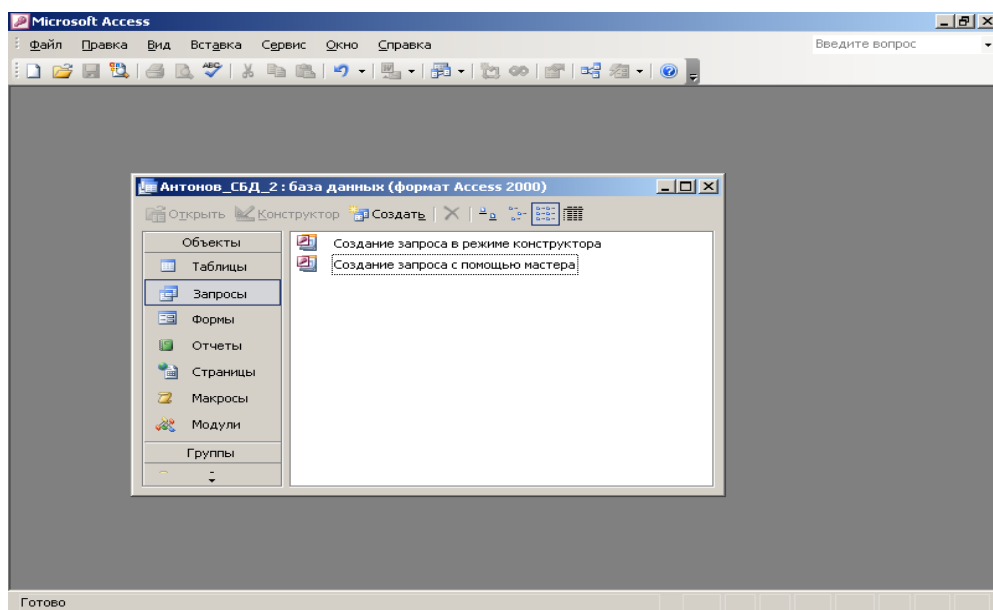 Microsoft Access
Файл Правка Вид Вставка Сервис Окно Справка Введите вопрос
Антонов_СБД_2 : база данных (формат Access 2000)
Открыть Конструктор Создать
Объекты
Таблицы
Запросы
Формы
Отчеты
Страницы
Макросы
Модули
Группы
Создание запроса в режиме конструктора
Создание запроса с помощью мастера
Готово